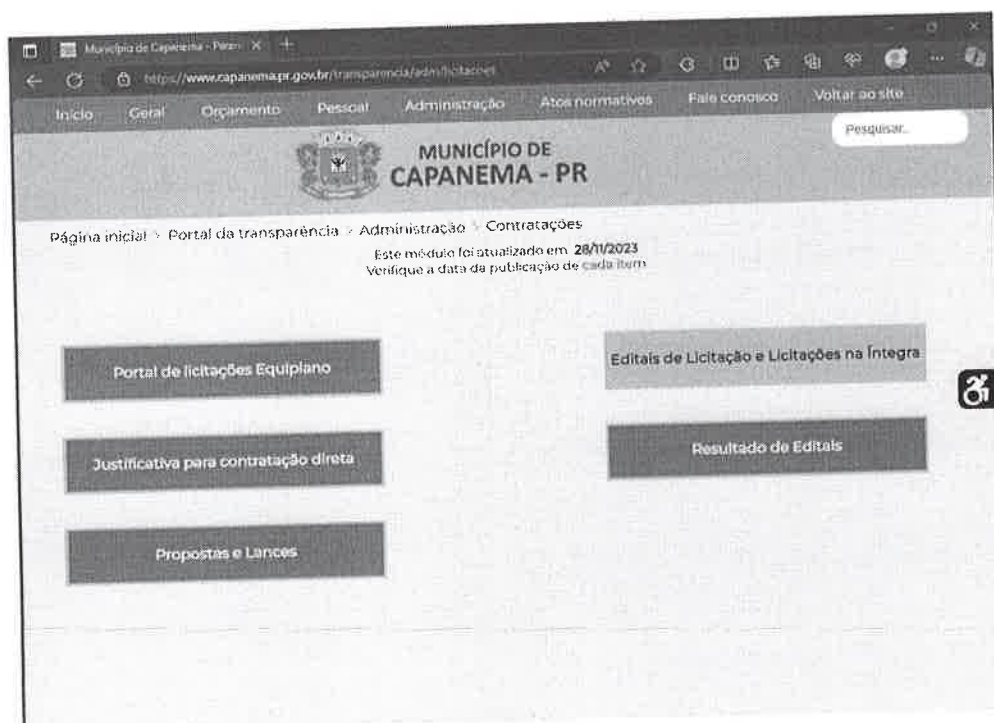 Município de Capanema - Paran
https://www.capanema.pr.gov.br/transparencia/adm/licitacoes
Início Geral Orçamento Pessoal Administração Atos normativos Fale conosco Voltar ao site
Pesquisar...
MUNICÍPIO DE
CAPANEMA - PR
Página inicial > Portal da transparência > Administração > Contratações
Este módulo foi atualizado em 28/11/2023
Verifique a data da publicação de cada item
Portal de licitações Equiplano
Editais de Licitação e Licitações na Íntegra
Justificativa para contratação direta
Resultado de Editais
Propostas e Lances